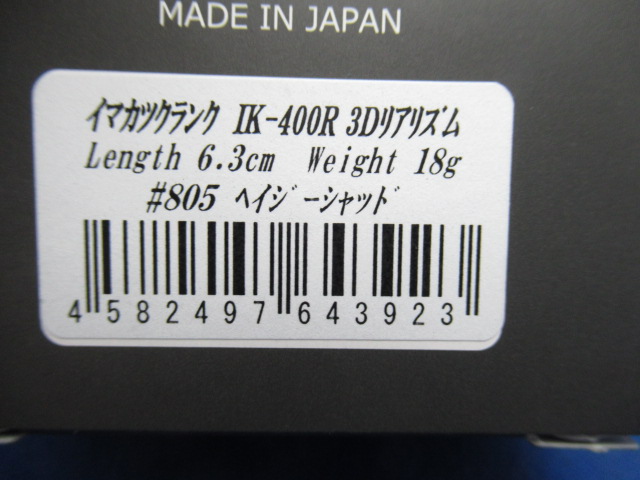 MADE IN JAPAN
ｲﾏｶﾂｸﾗﾝｸ IK-400R 3Dﾘｱﾘｽﾞﾑ
Length 6.3cm Weight 18g
#805 ﾍｲｼﾞｰｼｬｯﾄﾞ
4 582497 643923